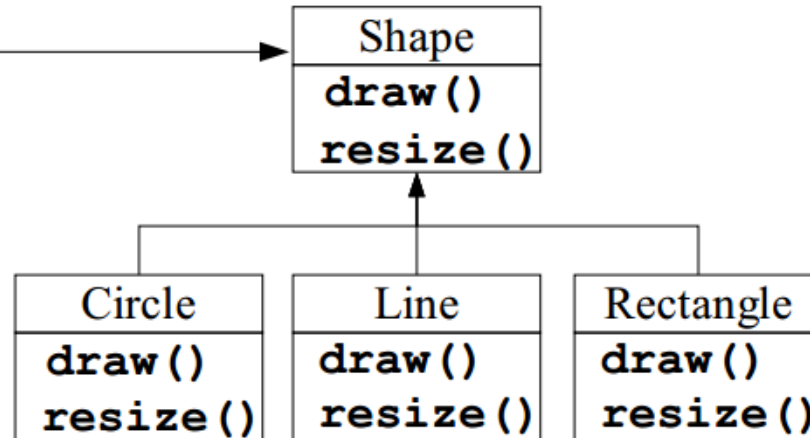 Shape
draw()
resize()
Circle
draw()
resize()
Line
draw()
resize()
Rectangle
draw()
resize()